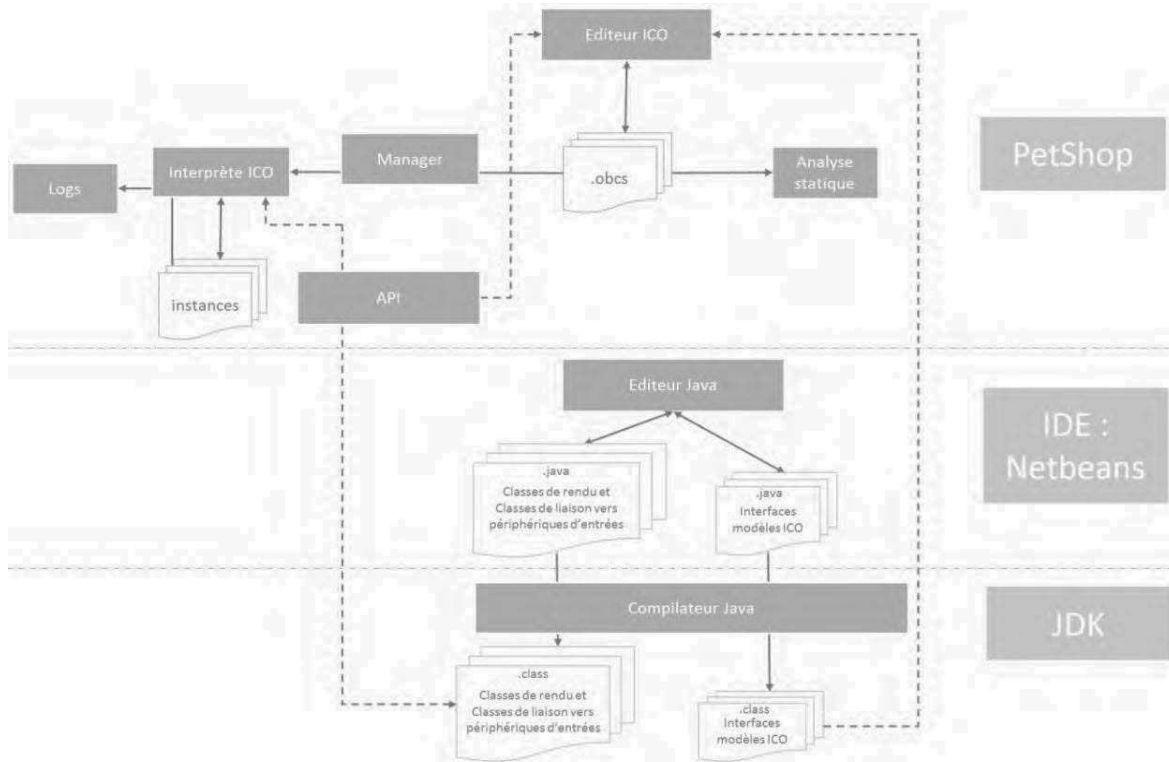 Editeur ICO
PetShop
Manager
Interprète ICO
Logs
.obcs
Analyse
statique
instances
API
Editeur Java
IDE :
Netbeans
.java
Classes de rendu et
Classes de liaison vers
périphériques d'entrées
.java
Interfaces
modèles ICO
Compilateur Java
JDK
.class
Classes de rendu et
Classes de liaison vers
périphériques d'entrées
.class
Interfaces
modèles ICO